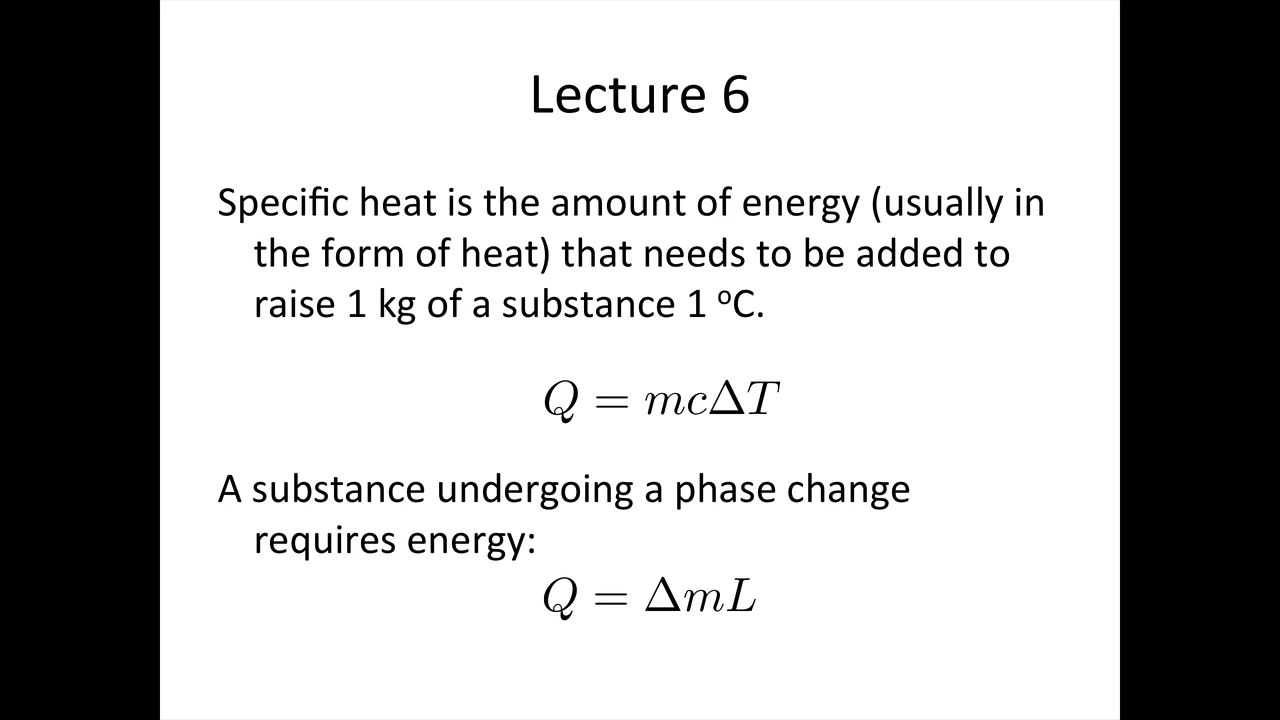 Lecture 6
Specific heat is the amount of energy (usually in
the form of heat) that needs to be added to
raise 1 kg of a substance 1 ºC.
Q = mcΔT
A substance undergoing a phase change
requires energy:
Q = ΔmL